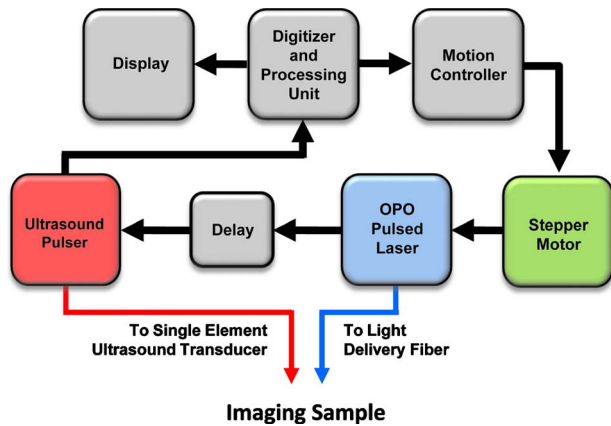 Display
Digitizer
and
Processing
Unit
Motion
Controller
Ultrasound
Pulser
Delay
OPO
Pulsed
Laser
Stepper
Motor
To Single Element
Ultrasound Transducer
To Light
Delivery Fiber
Imaging Sample